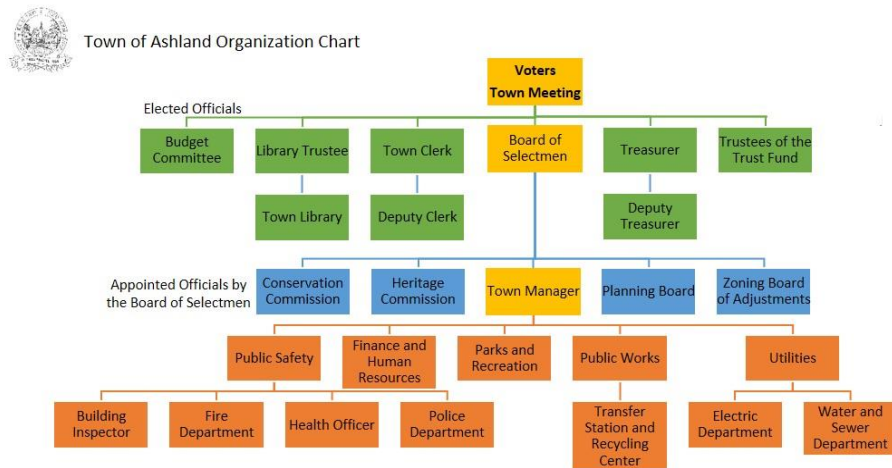 Town of Ashland Organization Chart
Voters
Town Meeting
Elected Officials
Budget
Committee
Library Trustee
Town Clerk
Board of
Selectmen
Treasurer
Trustees of the
Trust Fund
Town Library
Deputy Clerk
Deputy
Treasurer
Appointed Officials by
the Board of Selectmen
Conservation
Commission
Heritage
Commission
Town Manager
Planning Board
Zoning Board
of Adjustments
Public Safety
Finance and
Human
Resources
Parks and
Recreation
Public Works
Utilities
Building
Inspector
Fire
Department
Health Officer
Police
Department
Transfer
Station and
Recycling
Center
Electric
Department
Water and
Sewer
Department